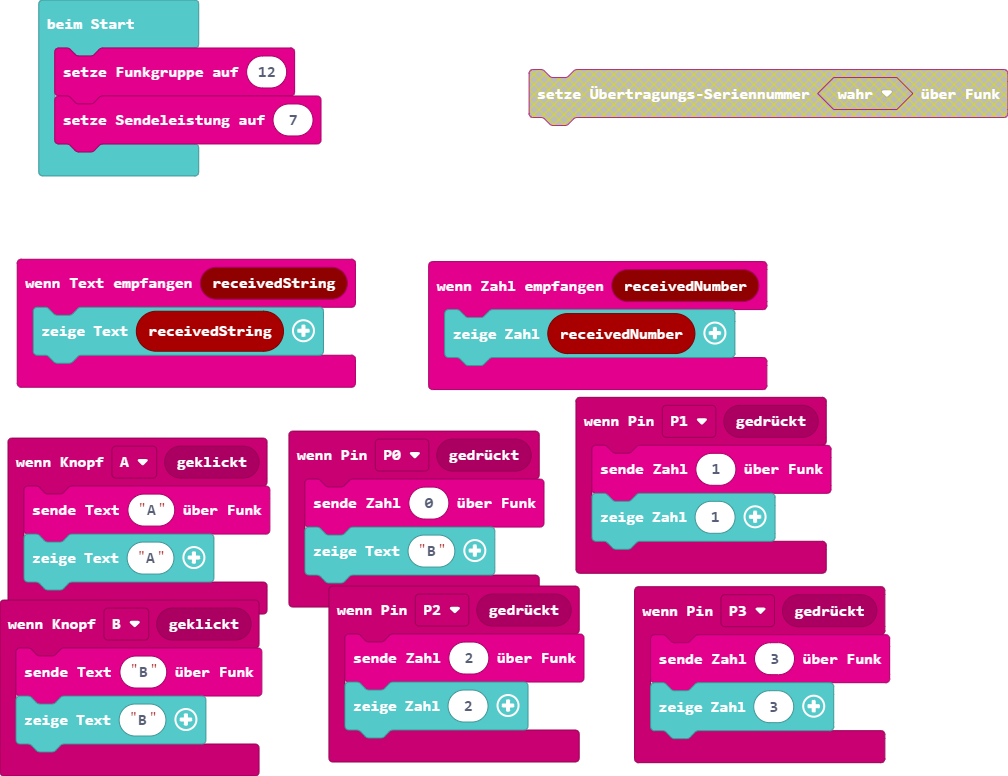 beim Start
setze Funkgruppe auf 12
setze Sendeleistung auf 7
setze Übertragungs-Seriennummer wahr über Funk
wenn Text empfangen receivedString
zeige Text receivedString
wenn Zahl empfangen receivedNumber
zeige Zahl receivedNumber
wenn Knopf A geklickt
sende Text "A" über Funk
zeige Text "A"
wenn Pin P0 gedrückt
sende Zahl 0 über Funk
zeige Text "B"
wenn Pin P1 gedrückt
sende Zahl 1 über Funk
zeige Zahl 1
wenn Knopf B geklickt
sende Text "B" über Funk
zeige Text "B"
wenn Pin P2 gedrückt
sende Zahl 2 über Funk
zeige Zahl 2
wenn Pin P3 gedrückt
sende Zahl 3 über Funk
zeige Zahl 3